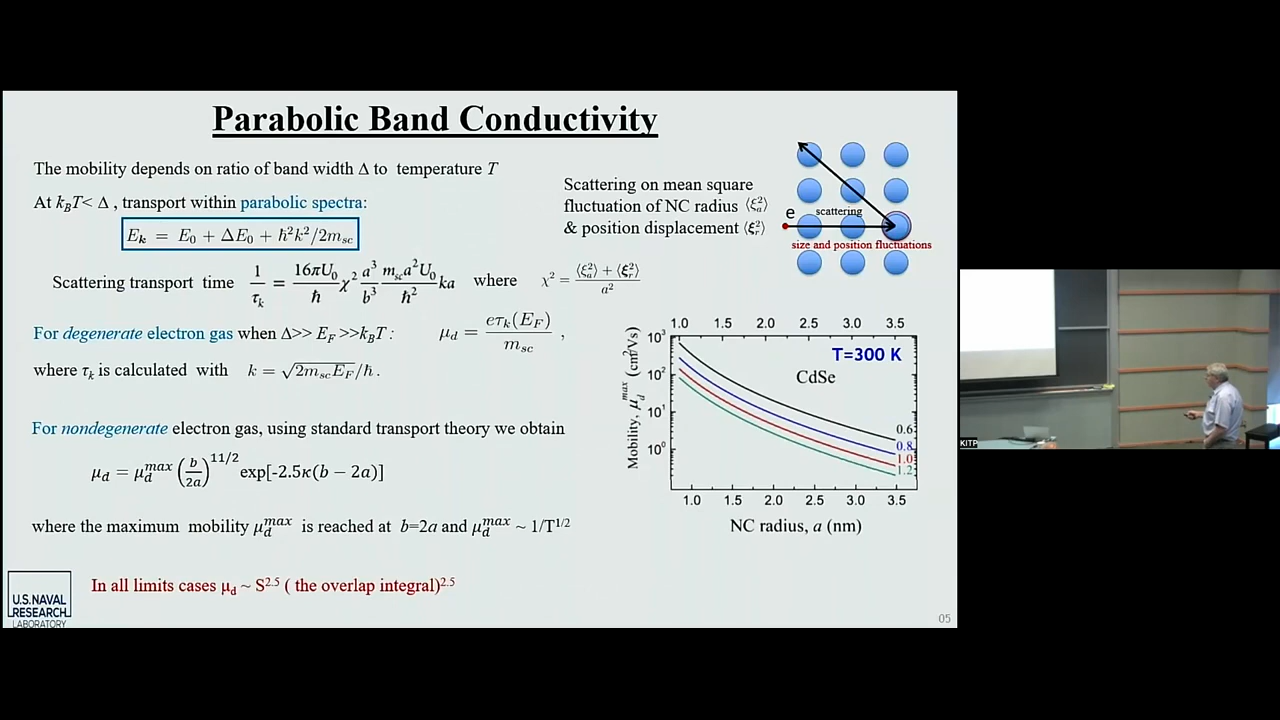 Parabolic Band Conductivity
The mobility depends on ratio of band width Δ to temperature T
At k_BT< Δ , transport within parabolic spectra:
E_k = E_0 + ΔE_0 + ℏ²k²/2m_sc
Scattering on mean square
fluctuation of NC radius ⟨ξ_a²⟩
& position displacement ⟨ξ_r²⟩
e
scattering
size and position fluctuations
Scattering transport time 1/τ_k = 16πU_0/ℏ χ² a³/b³ m_sc a²U_0/ℏ² ka where χ² = (⟨ξ_a²⟩ + ⟨ξ_r²⟩)/a²
For degenerate electron gas when Δ>> E_F >>k_BT : μ_d = eτ_k(E_F)/m_sc ,
where τ_k is calculated with k = √2m_scE_F/ℏ .
For nondegenerate electron gas, using standard transport theory we obtain
μ_d = μ_d^max (b/2a)^11/2 exp[-2.5κ(b − 2a)]
where the maximum mobility μ_d^max is reached at b=2a and μ_d^max ~ 1/T^1/2
In all limits cases μ_d ~ S^2.5 ( the overlap integral)^2.5
1.0 1.5 2.0 2.5 3.0 3.5
T=300 K
CdSe
10³
10²
10¹
10⁰
Mobility, μ_d^max (cm²/Vs)
0.6
0.8
1.0
1.2
1.0 1.5 2.0 2.5 3.0 3.5
NC radius, a (nm)
U.S. NAVAL
RESEARCH
LABORATORY
05
KITP